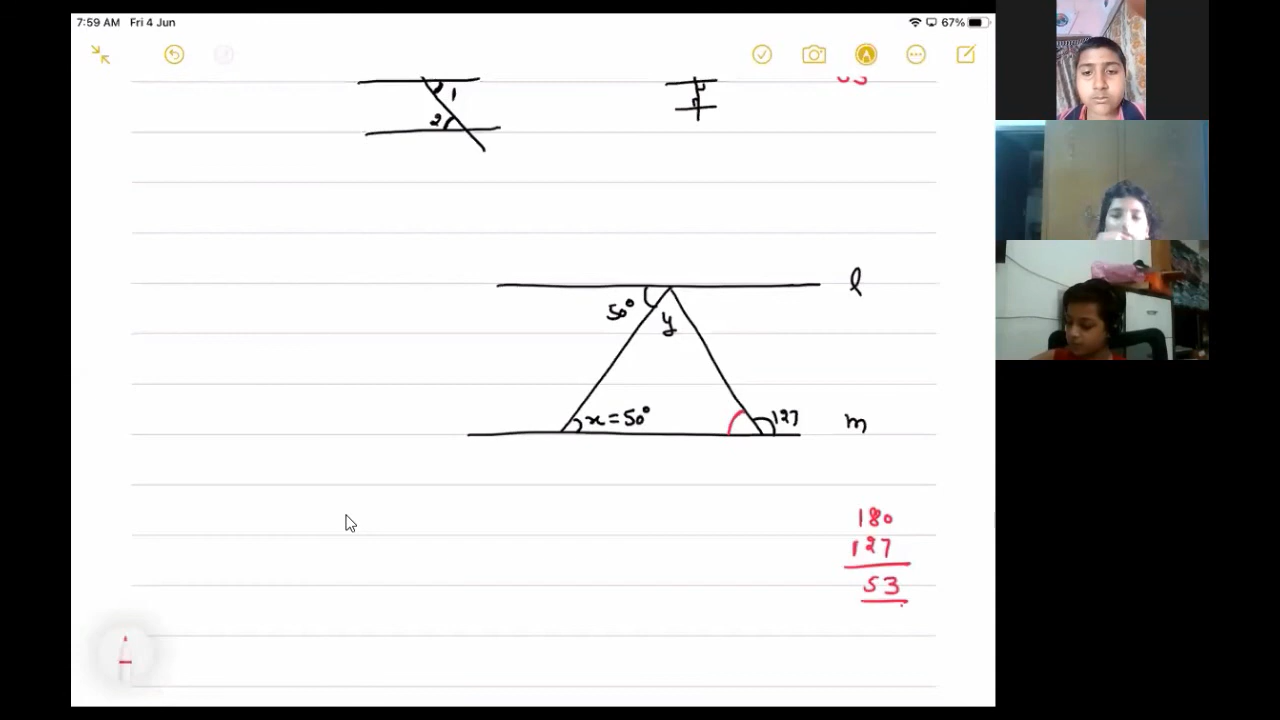 7:59 AM Fri 4 Jun
67%
1
2
l
50°
y
x = 50°
127
m
180
127
53